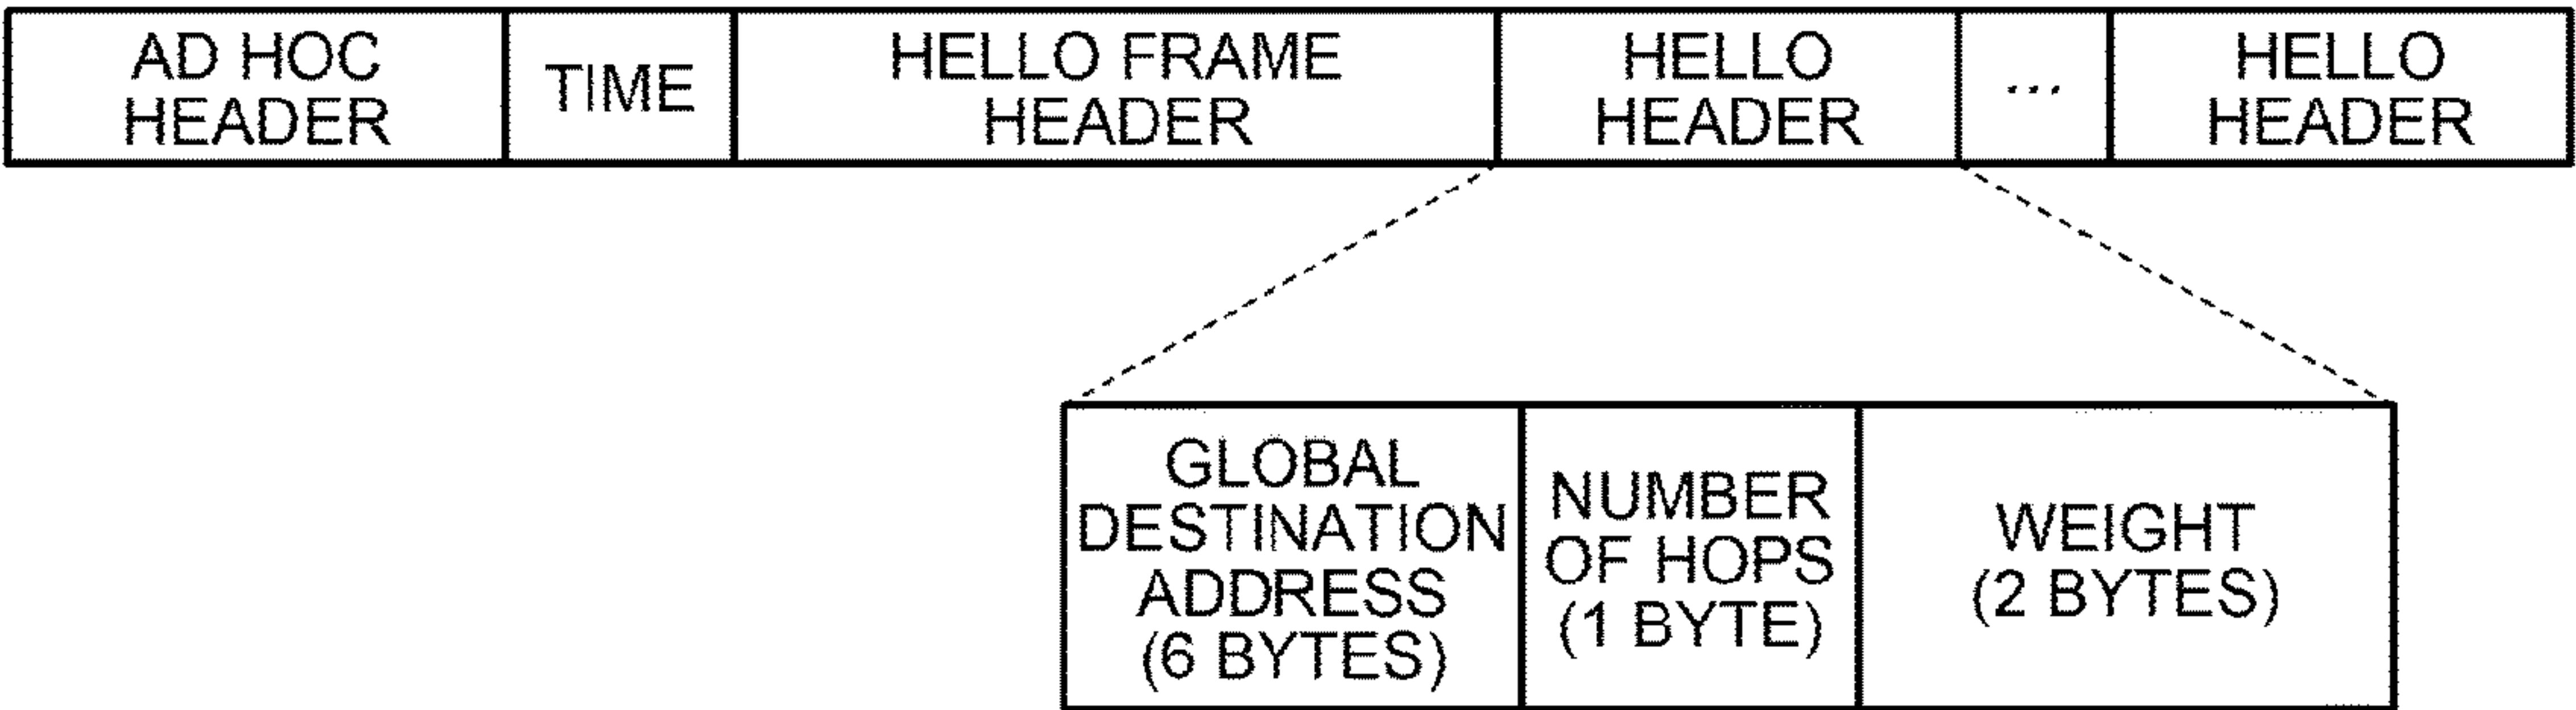 AD HOC
HEADER
TIME
HELLO FRAME
HEADER
HELLO
HEADER
...
HELLO
HEADER
GLOBAL
DESTINATION
ADDRESS
(6 BYTES)
NUMBER
OF HOPS
(1 BYTE)
WEIGHT
(2 BYTES)